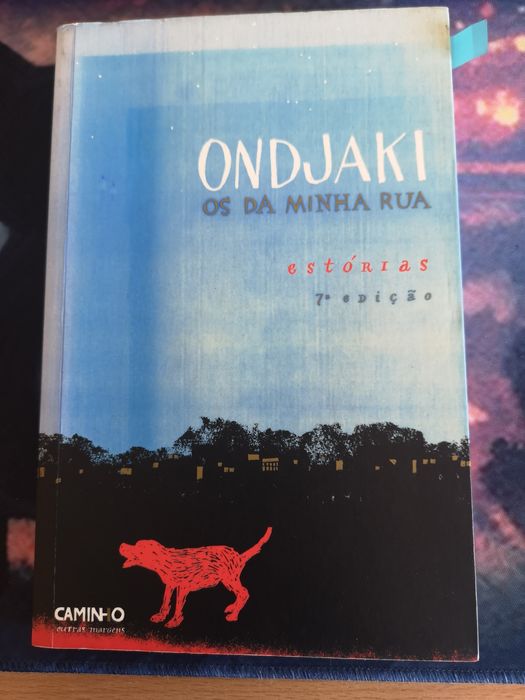 ONDJAKI
OS DA MINHA RUA
estórias
7ª edição
CAMINHO
outras margens